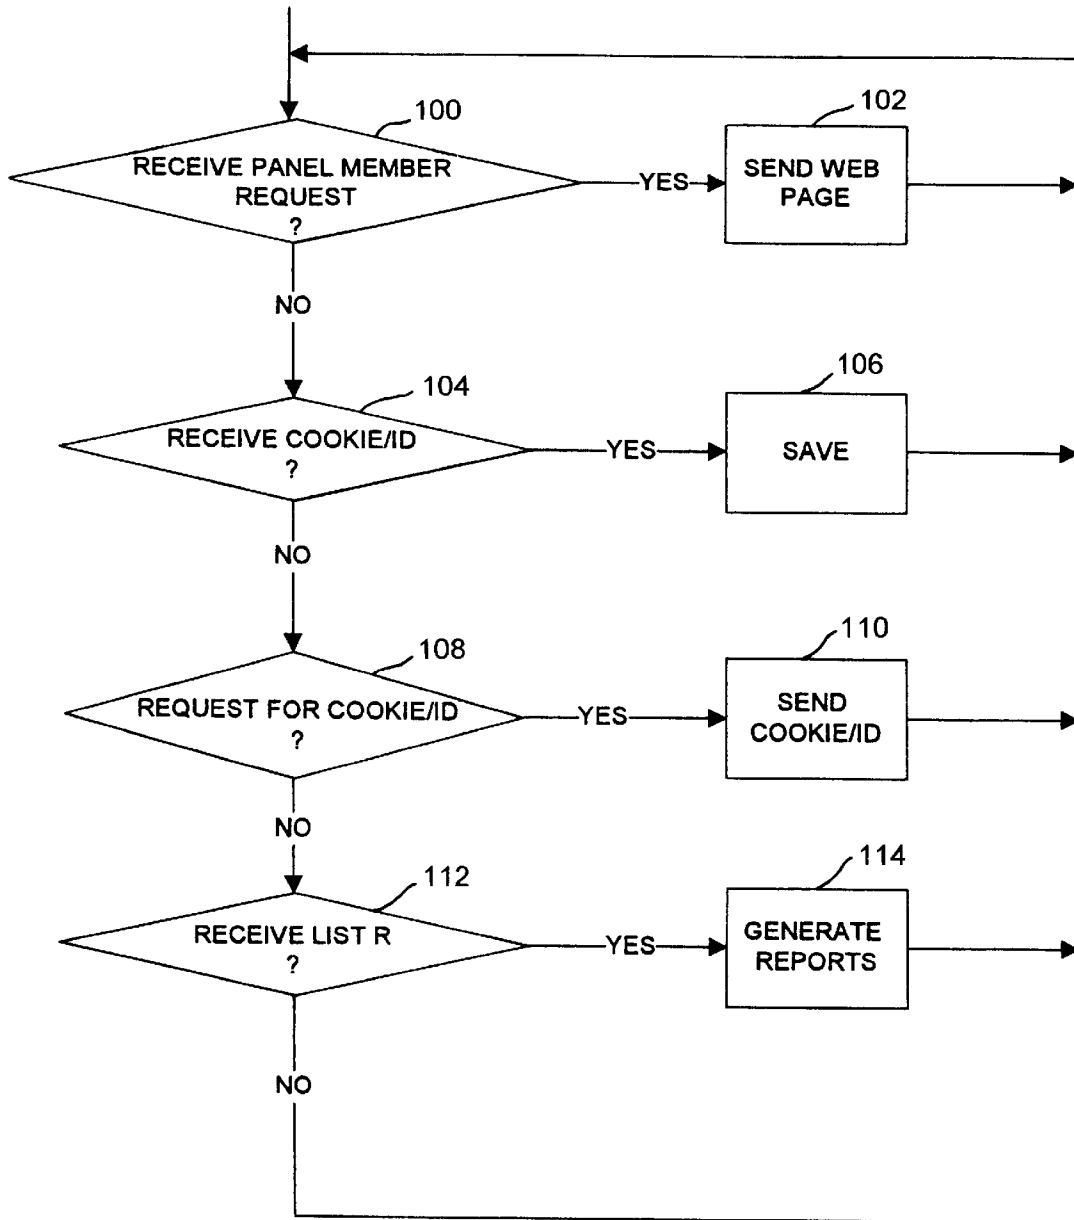 100
RECEIVE PANEL MEMBER
REQUEST
?
YES
102
SEND WEB
PAGE
NO
104
RECEIVE COOKIE/ID
?
YES
106
SAVE
NO
108
REQUEST FOR COOKIE/ID
?
YES
110
SEND
COOKIE/ID
NO
112
RECEIVE LIST R
?
YES
114
GENERATE
REPORTS
NO